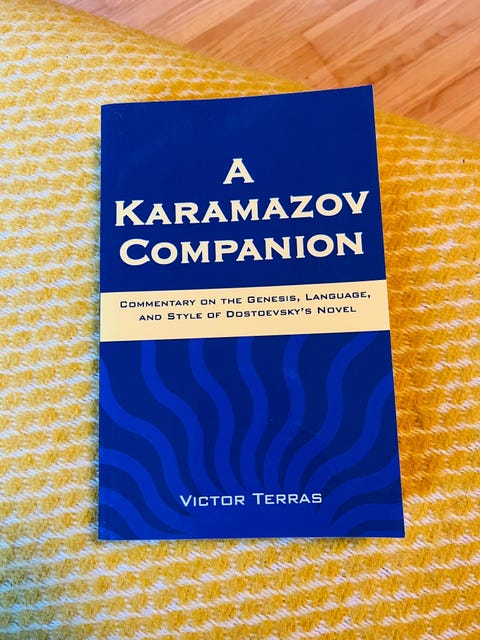 A
KARAMAZOV
COMPANION
COMMENTARY ON THE GENESIS, LANGUAGE,
AND STYLE OF DOSTOEVSKY'S NOVEL
VICTOR TERRAS